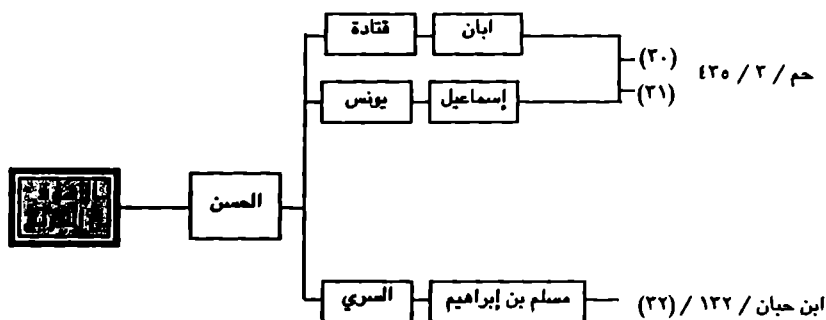 قتادة ابان (٣٠)
حم / ٣ / ٤٣٥
يونس إسماعيل (٣١)
الحسن
السري مسلم بن إبراهيم ابن حبان / ١٣٢ / (٣٢)